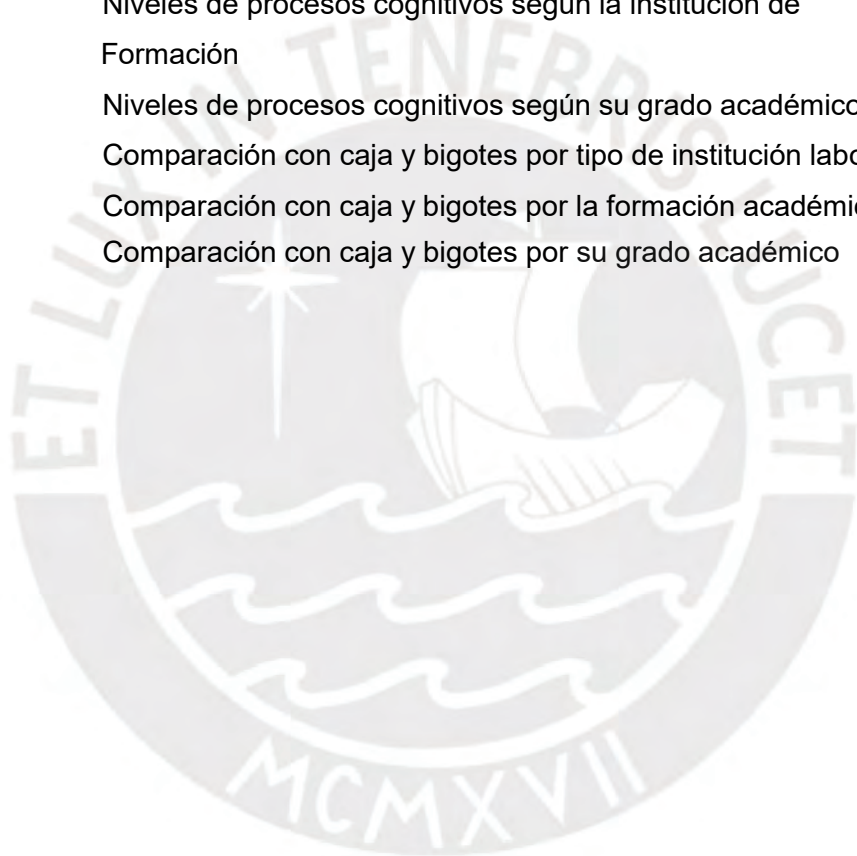 Niveles de procesos cognitivos según la institución de
Formación
Niveles de procesos cognitivos según su grado académico
Comparación con caja y bigotes por tipo de institución
Comparación con caja y bigotes por la formación
Comparación con caja y bigotes por su grado académico
ET LUX IN TENEBRIS LUCET
MCMXVII